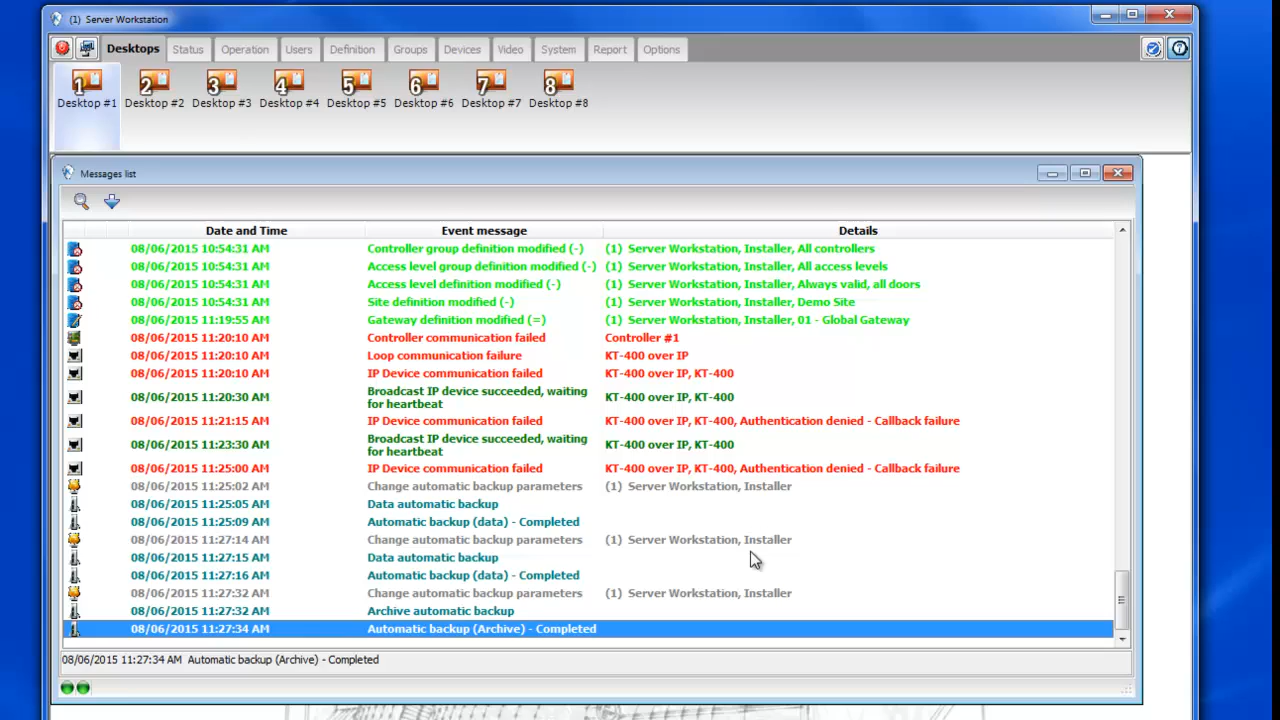 (1) Server Workstation
Desktops Status Operation Users Definition Groups Devices Video System Report Options
1 2 3 4 5 6 7 8
Desktop #1 Desktop #2 Desktop #3 Desktop #4 Desktop #5 Desktop #6 Desktop #7 Desktop #8
Messages list
Date and Time Event message Details
08/06/2015 10:54:31 AM Controller group definition modified (-) (1) Server Workstation, Installer, All controllers
08/06/2015 10:54:31 AM Access level group definition modified (-) (1) Server Workstation, Installer, All access levels
08/06/2015 10:54:31 AM Access level definition modified (-) (1) Server Workstation, Installer, Always valid, all doors
08/06/2015 10:54:31 AM Site definition modified (-) (1) Server Workstation, Installer, Demo Site
08/06/2015 11:19:55 AM Gateway definition modified (=) (1) Server Workstation, Installer, 01 - Global Gateway
08/06/2015 11:20:10 AM Controller communication failed Controller #1
08/06/2015 11:20:10 AM Loop communication failure KT-400 over IP
08/06/2015 11:20:10 AM IP Device communication failed KT-400 over IP, KT-400
08/06/2015 11:20:30 AM Broadcast IP device succeeded, waiting KT-400 over IP, KT-400
for heartbeat
08/06/2015 11:21:15 AM IP Device communication failed KT-400 over IP, KT-400, Authentication denied - Callback failure
08/06/2015 11:23:30 AM Broadcast IP device succeeded, waiting KT-400 over IP, KT-400
for heartbeat
08/06/2015 11:25:00 AM IP Device communication failed KT-400 over IP, KT-400, Authentication denied - Callback failure
08/06/2015 11:25:02 AM Change automatic backup parameters (1) Server Workstation, Installer
08/06/2015 11:25:05 AM Data automatic backup
08/06/2015 11:25:09 AM Automatic backup (data) - Completed
08/06/2015 11:27:14 AM Change automatic backup parameters (1) Server Workstation, Installer
08/06/2015 11:27:15 AM Data automatic backup
08/06/2015 11:27:16 AM Automatic backup (data) - Completed
08/06/2015 11:27:32 AM Change automatic backup parameters (1) Server Workstation, Installer
08/06/2015 11:27:32 AM Archive automatic backup
08/06/2015 11:27:34 AM Automatic backup (Archive) - Completed
08/06/2015 11:27:34 AM Automatic backup (Archive) - Completed